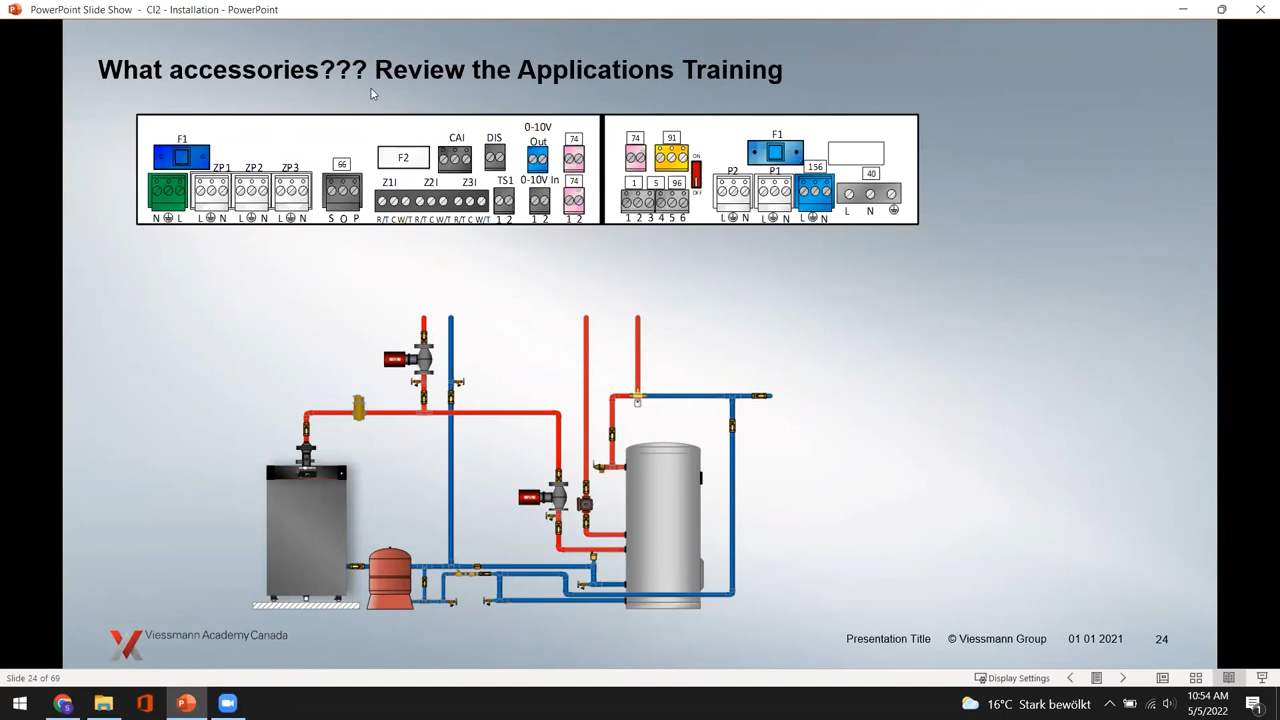 PowerPoint Slide Show - CI2 - Installation - PowerPoint
What accessories??? Review the Applications Training
F1 ZP1 ZP2 ZP3 66 F2 CAI DIS 0-10V Out 74
N L L N L N L N S O P
Z1I Z2I Z3I TS1 0-10V In 74
R/T C W/T R/T C W/T R/T C W/T 1 2 1 2 1 2
74 91 ON OFF F1
1 5 96 P2 P1 156 40
1 2 3 4 5 6 L N L N L N L N
Viessmann Academy Canada
Presentation Title © Viessmann Group 01 01 2021 24
Slide 24 of 69
Display Settings
16°C Stark bewölkt
10:54 AM
5/5/2022
1